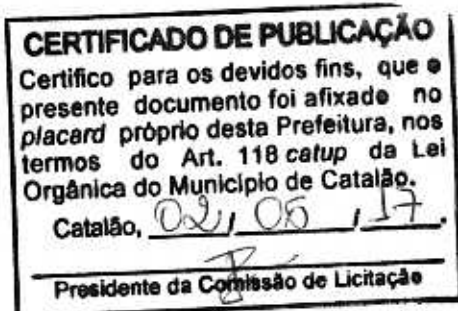 CERTIFICADO DE PUBLICAÇÃO
Certifico para os devidos fins, que o
presente documento foi afixado no
placard próprio desta Prefeitura, nos
termos do Art. 118 catup da Lei
Orgânica do Município de Catalão.
Catalão, 02 / 05 / 17.
Presidente da Comissão de Licitação